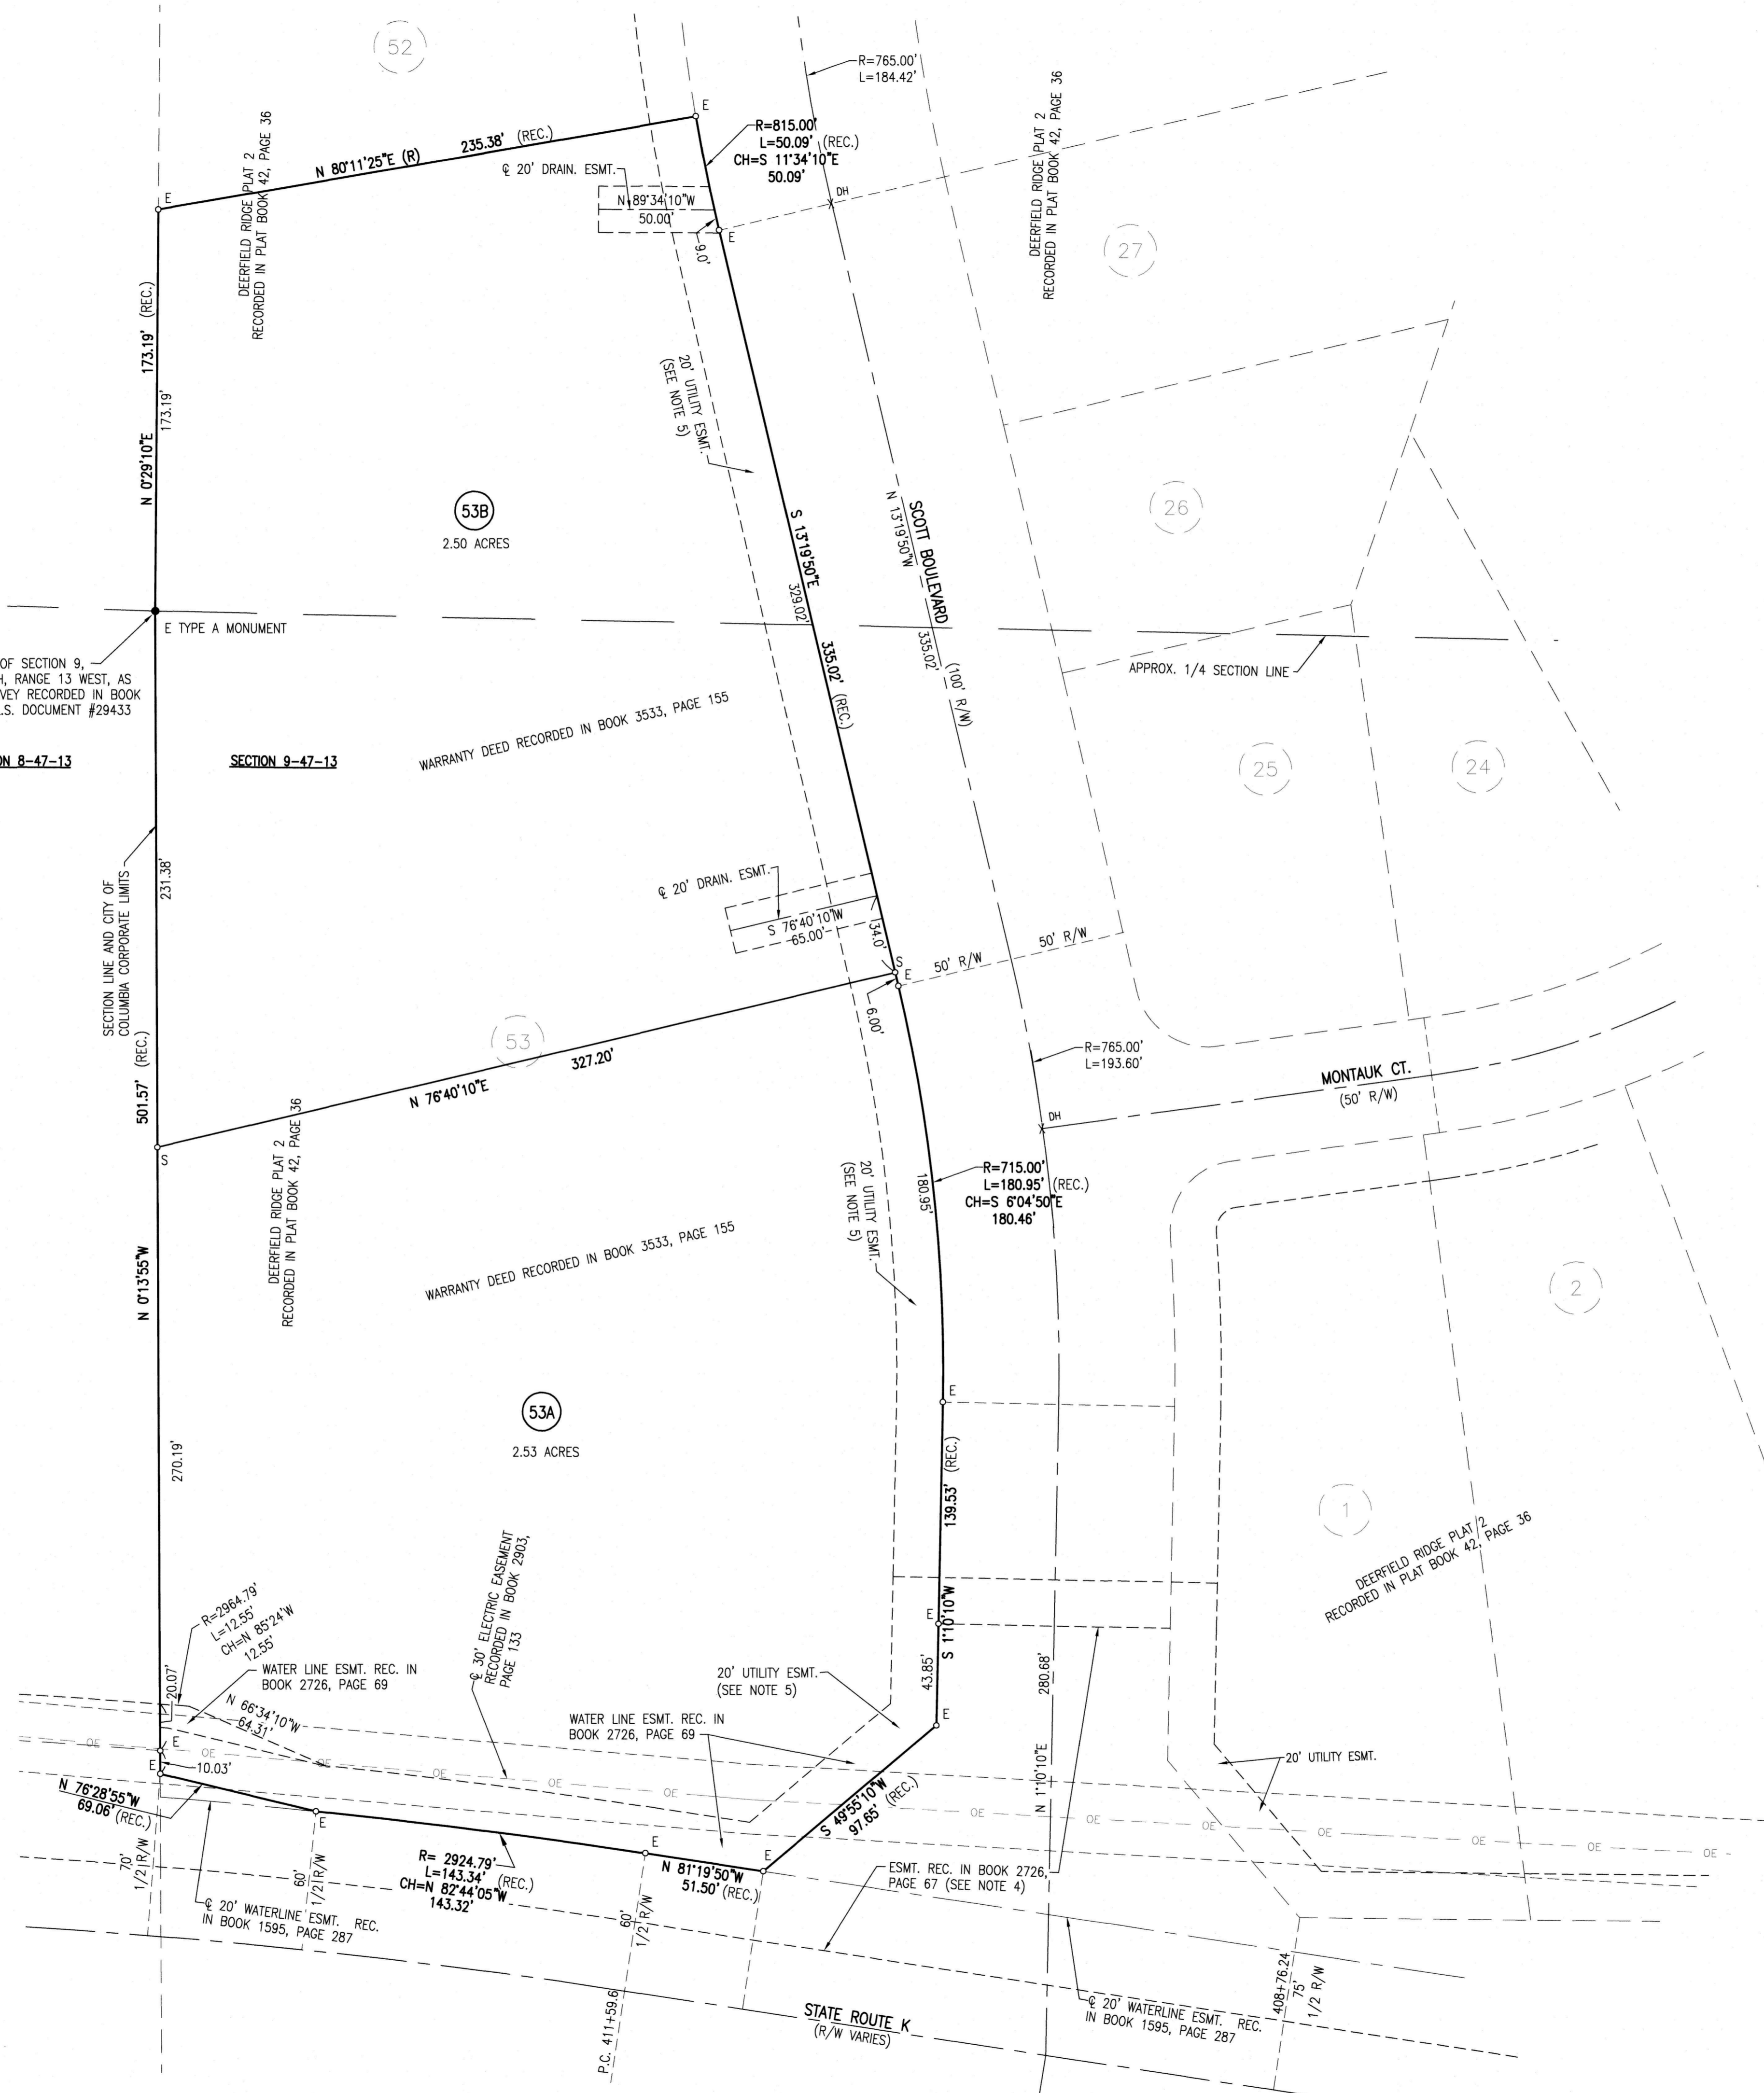 52
R=765.00'
L=184.42'
E
R=815.00'
L=50.09' (REC.)
CH=S 11°34'10"E
50.09'
N 80°11'25"E (R) 235.38' (REC.)
DEERFIELD RIDGE PLAT 2
RECORDED IN PLAT BOOK 42, PAGE 36
DEERFIELD RIDGE PLAT 2
RECORDED IN PLAT BOOK 42, PAGE 36
℄ 20' DRAIN. ESMT.
N 89°34'10"W
50.00'
9.0'
E
E
DH
27
N 0°29'10"E 173.19' (REC.)
173.19'
20' UTILITY ESMT.
(SEE NOTE 5)
53B
2.50 ACRES
S 13°19'50"E 335.02' (REC.)
329.02'
SCOTT BOULEVARD
(100' R/W)
N 13°19'50"W 335.02'
26
E TYPE A MONUMENT
OF SECTION 9,
H, RANGE 13 WEST, AS
VEY RECORDED IN BOOK
.S. DOCUMENT #29433
APPROX. 1/4 SECTION LINE
WARRANTY DEED RECORDED IN BOOK 3533, PAGE 155
ON 8-47-13
SECTION 9-47-13
25
24
SECTION LINE AND CITY OF
COLUMBIA CORPORATE LIMITS
231.38'
℄ 20' DRAIN. ESMT.
S 76°40'10"W
65.00'
34.0'
S
E
6.00'
50' R/W
50' R/W
53
N 76°40'10"E 327.20'
N 0°13'55"W 501.57' (REC.)
S
R=765.00'
L=193.60'
MONTAUK CT.
(50' R/W)
DH
DEERFIELD RIDGE PLAT 2
RECORDED IN PLAT BOOK 42, PAGE 36
20' UTILITY ESMT.
(SEE NOTE 5)
180.95'
R=715.00'
L=180.95' (REC.)
CH=S 6°04'50"E
180.46'
WARRANTY DEED RECORDED IN BOOK 3533, PAGE 155
2
53A
2.53 ACRES
E
270.19'
S 1°10'10"W 139.53' (REC.)
1
DEERFIELD RIDGE PLAT 2
RECORDED IN PLAT BOOK 42, PAGE 36
℄ 30' ELECTRIC EASEMENT
RECORDED IN BOOK 2903,
PAGE 133
R=2964.79'
L=12.55'
CH=N 85°24'W
12.55'
20.07'
WATER LINE ESMT. REC. IN
BOOK 2726, PAGE 69
N 66°34'10"W
64.31'
20' UTILITY ESMT.
(SEE NOTE 5)
WATER LINE ESMT. REC. IN
BOOK 2726, PAGE 69
E
43.85'
E
N 1°10'10"E 280.68'
20' UTILITY ESMT.
OE
E
OE
OE
OE
OE
OE
OE
OE
OE
OE
OE
OE
OE
E
10.03'
N 76°28'55"W
69.06' (REC.)
E
S 49°55'10"W
97.65' (REC.)
E
E
N 81°19'50"W
51.50' (REC.)
R= 2924.79'
L=143.34' (REC.)
CH=N 82°44'05"W
143.32'
ESMT. REC. IN BOOK 2726,
PAGE 67 (SEE NOTE 4)
70'
1/2 R/W
60'
1/2 R/W
℄ 20' WATERLINE ESMT. REC.
IN BOOK 1595, PAGE 287
60'
1/2 R/W
P.C. 411+59.6
STATE ROUTE K
(R/W VARIES)
℄ 20' WATERLINE ESMT. REC.
IN BOOK 1595, PAGE 287
408+76.24
75'
1/2 R/W